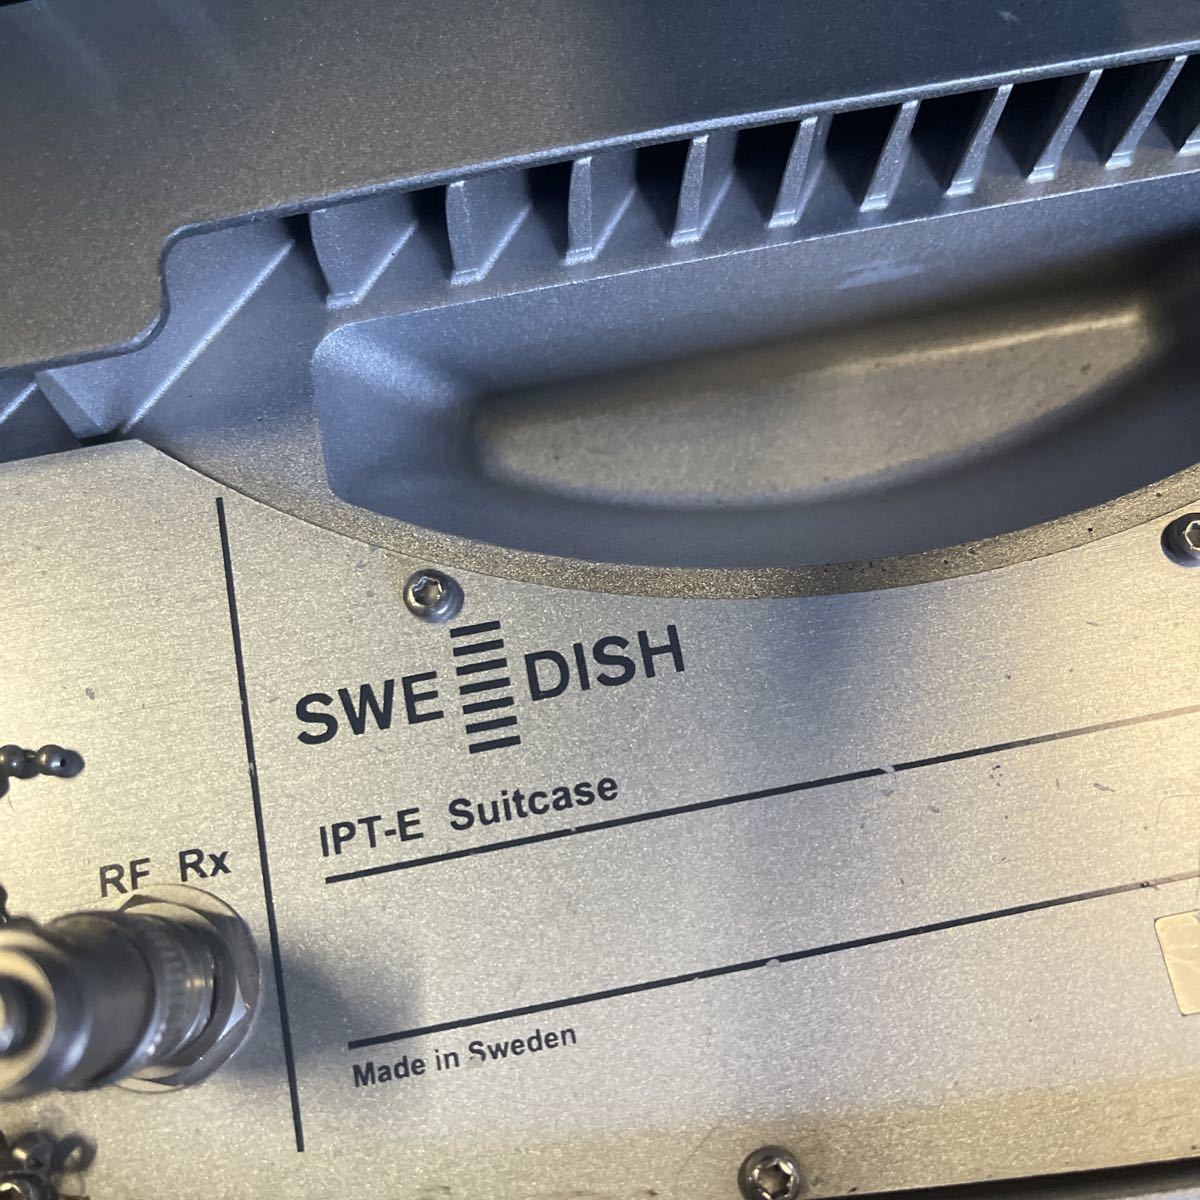 SWE DISH
IPT-E Suitcase
RF Rx
Made in Sweden